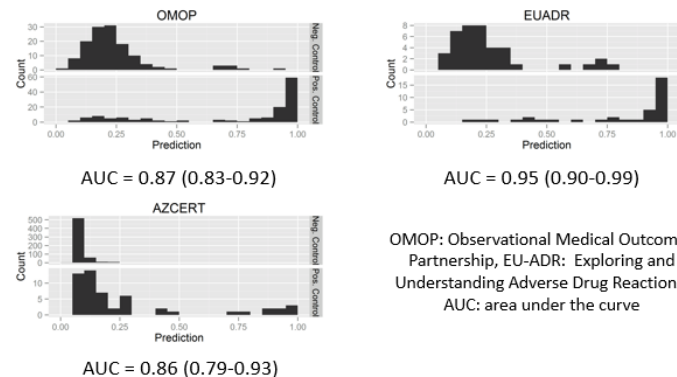 OMOP
30
20
10
0
Neg. Control
Count
60
40
20
0
Pos. Control
0.00 0.25 0.50 0.75 1.00
Prediction
AUC = 0.87 (0.83-0.92)
EUADR
8
6
4
2
0
Neg. Control
Count
15
10
5
0
Pos. Control
0.00 0.25 0.50 0.75 1.00
Prediction
AUC = 0.95 (0.90-0.99)
AZCERT
500
400
300
200
100
0
Neg. Control
Count
10
5
0
Pos. Control
0.00 0.25 0.50 0.75 1.00
Prediction
AUC = 0.86 (0.79-0.93)
OMOP: Observational Medical Outcom
Partnership, EU-ADR: Exploring and
Understanding Adverse Drug Reaction
AUC: area under the curve